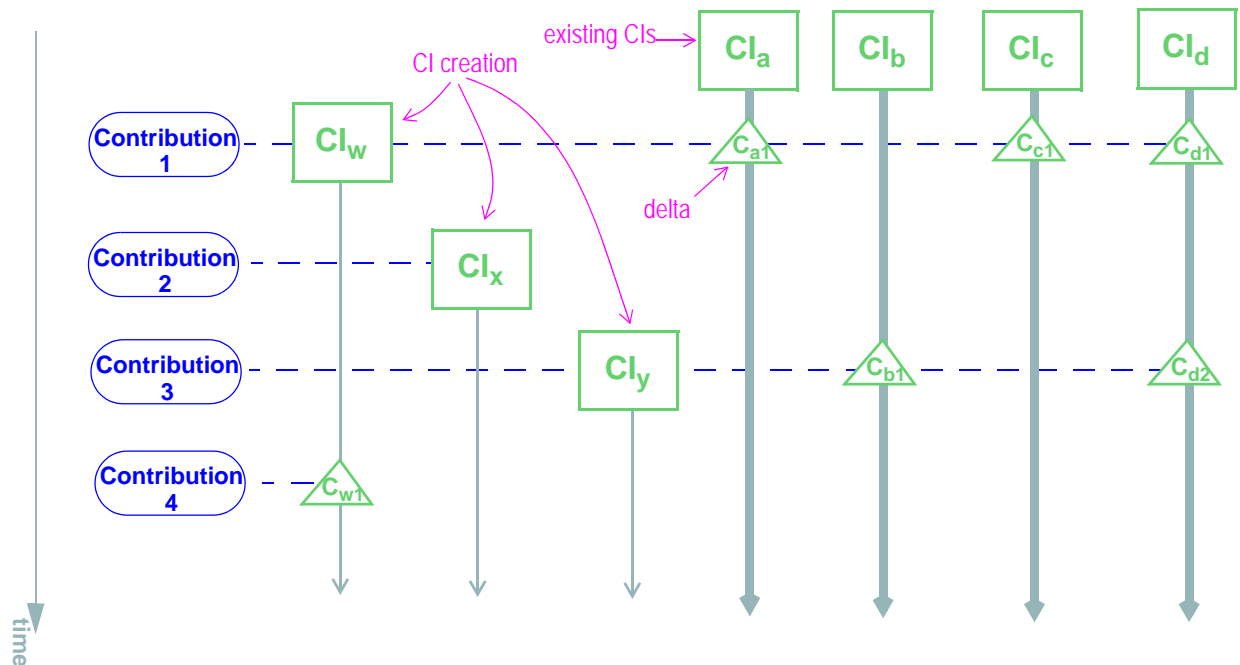 existing CIs
CIa
CIb
CIc
CId
CI creation
Contribution
1
CIw
Ca1
Cc1
Cd1
delta
Contribution
2
CIx
Contribution
3
CIy
Cb1
Cd2
Contribution
4
Cw1
time